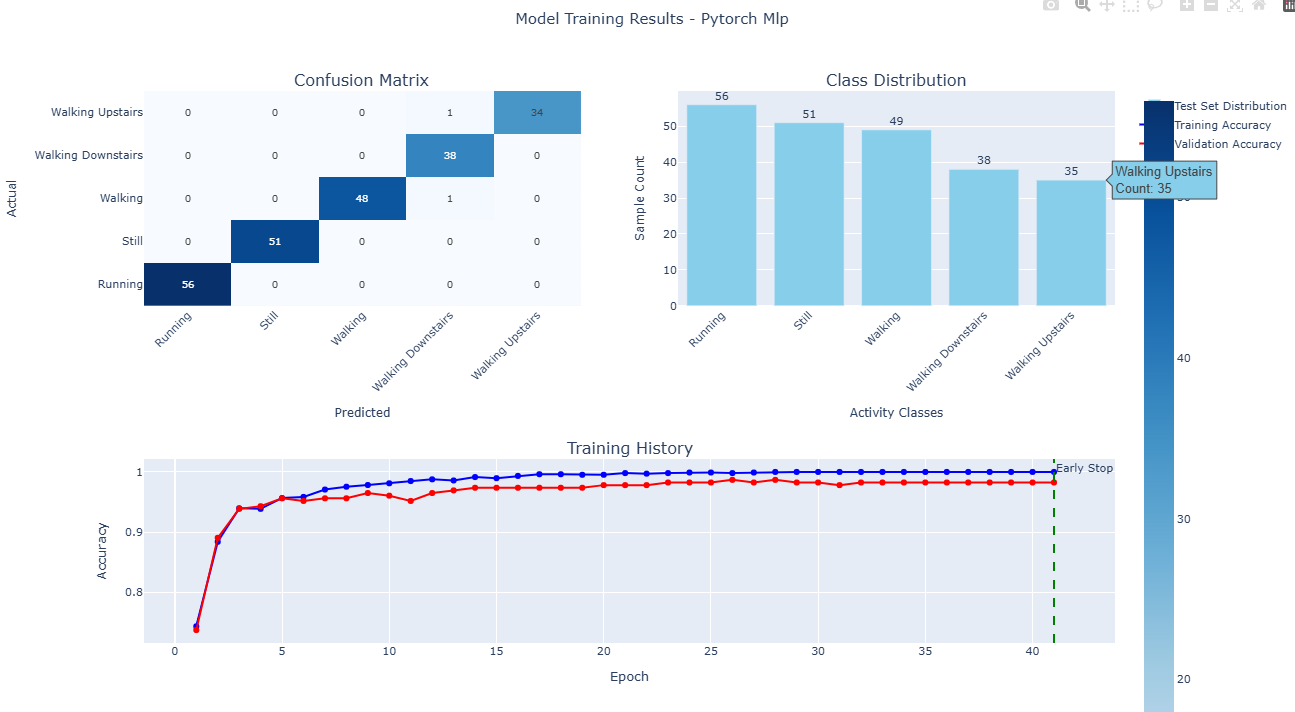 Model Training Results - Pytorch Mlp
Confusion Matrix
Actual
Walking Upstairs 0 0 0 1 34
Walking Downstairs 0 0 0 38 0
Walking 0 0 48 1 0
Still 0 51 0 0 0
Running 56 0 0 0 0
Running Still Walking Walking Downstairs Walking Upstairs
Predicted
Class Distribution
Sample Count
50
40
30
20
10
0
56 51 49 38 35
Running Still Walking Walking Downstairs Walking Upstairs
Activity Classes
Test Set Distribution
Training Accuracy
Validation Accuracy
Walking Upstairs
Count: 35
40
30
20
Training History
Accuracy
1
0.9
0.8
Early Stop
0 5 10 15 20 25 30 35 40
Epoch